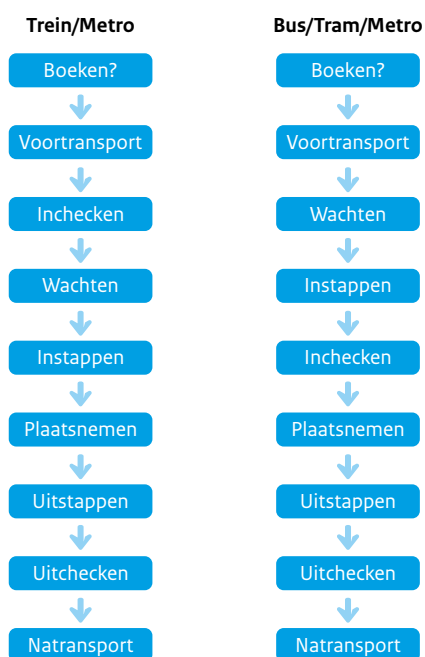 Trein/Metro
Boeken?
Voortransport
Inchecken
Wachten
Instappen
Plaatsnemen
Uitstappen
Uitchecken
Natransport
Bus/Tram/Metro
Boeken?
Voortransport
Wachten
Instappen
Inchecken
Plaatsnemen
Uitstappen
Uitchecken
Natransport